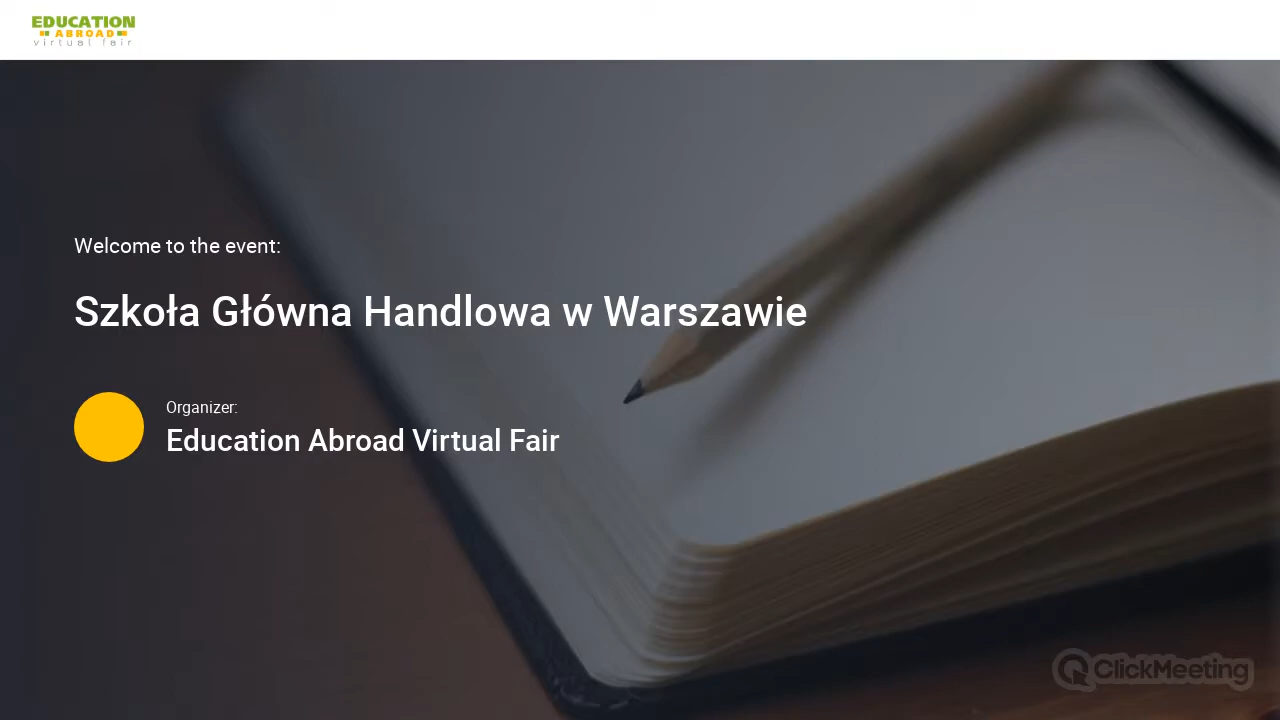 EDUCATION
ABROAD
virtual fair
Welcome to the event:
Szkoła Główna Handlowa w Warszawie
Organizer:
Education Abroad Virtual Fair
ClickMeeting